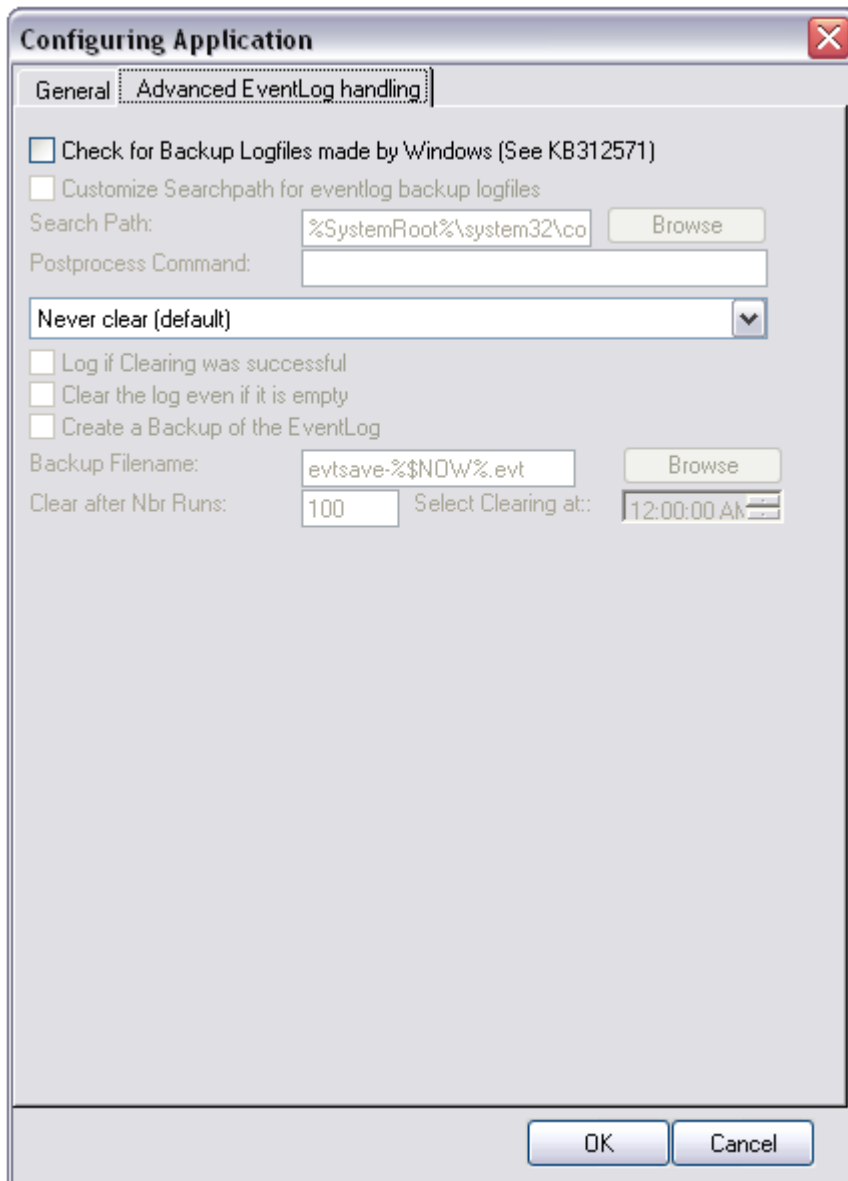 Configuring Application
General Advanced EventLog handling
Check for Backup Logfiles made by Windows (See KB312571)
Customize Searchpath for eventlog backup logfiles
Search Path: %SystemRoot%\system32\co Browse
Postprocess Command:
Never clear (default)
Log if Clearing was successful
Clear the log even if it is empty
Create a Backup of the EventLog
Backup Filename: evtsave-%$NOW%.evt Browse
Clear after Nbr Runs: 100 Select Clearing at:: 12:00:00 AM
OK Cancel